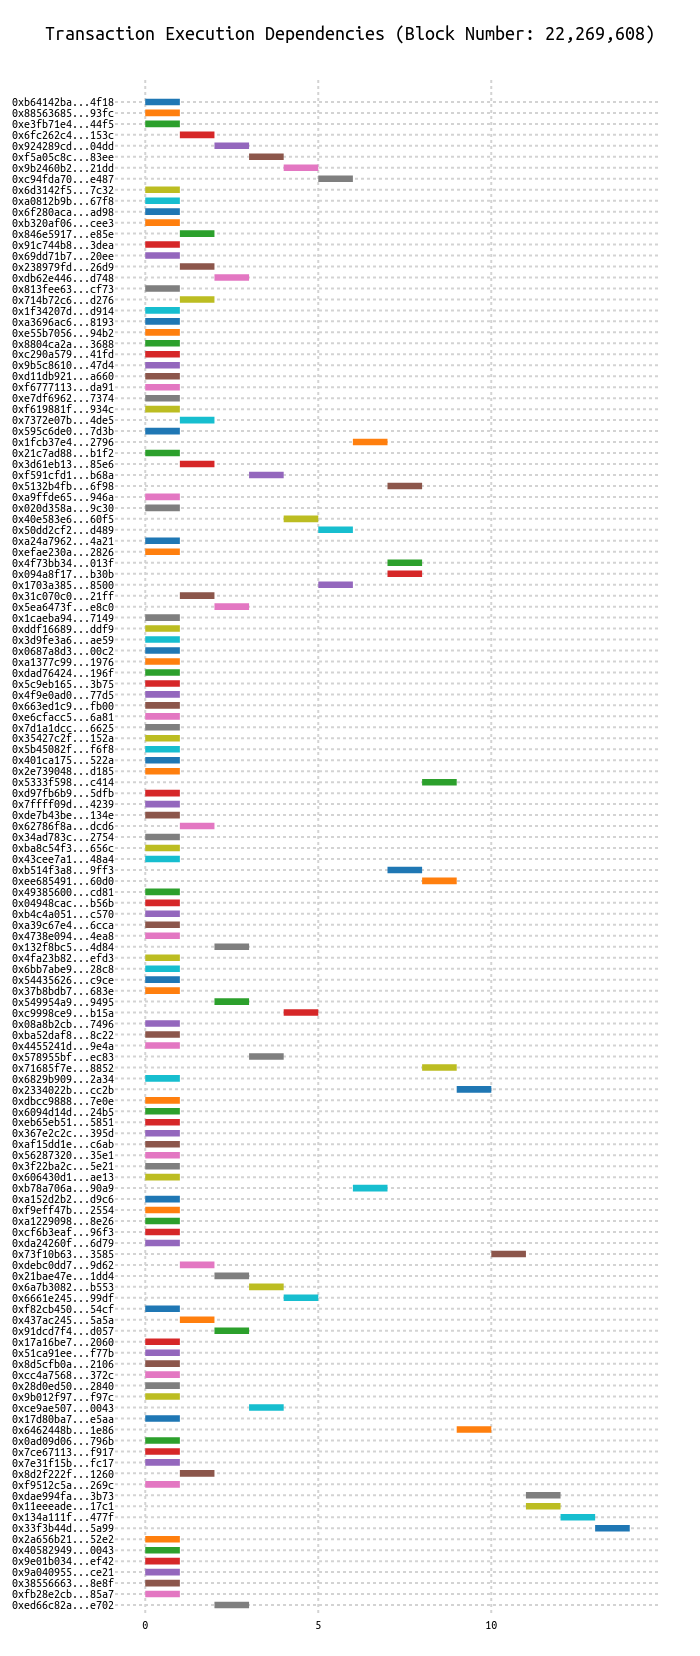 Transaction Execution Dependencies (Block Number: 22,269,608)
0xb64142ba...4f18
0x88563685...93fc
0xe3fb71e4...44f5
0x6fc262c4...153c
0x924289cd...04dd
0xf5a05c8c...83ee
0x9b2460b2...21dd
0xc94fda70...e487
0x6d3142f5...7c32
0xa0812b9b...67f8
0x6f280aca...ad98
0xb320af06...cee3
0x846e5917...e85e
0x91c744b8...3dea
0x69dd71b7...20ee
0x238979fd...26d9
0xdb62e446...d748
0x813fee63...cf73
0x714b72c6...d276
0x1f34207d...d914
0xa3696ac6...8193
0xe55b7056...94b2
0x8804ca2a...3688
0xc290a579...41fd
0x9b5c8610...47d4
0xd11db921...a660
0xf6777113...da91
0xe7df6962...7374
0xf619881f...934c
0x7372e07b...4de5
0x595c6de0...7d3b
0x1fcb37e4...2796
0x21c7ad88...b1f2
0x3d61eb13...85e6
0xf591cfd1...b68a
0x5132b4fb...6f98
0xa9ffde65...946a
0x020d358a...9c30
0x40e583e6...60f5
0x50dd2cf2...d489
0xa24a7962...4a21
0xefae230a...2826
0x4f73bb34...013f
0x094a8f17...b30b
0x1703a385...8500
0x31c070c0...21ff
0x5ea6473f...e8c0
0x1caeba94...7149
0xddf16689...ddf9
0x3d9fe3a6...ae59
0x0687a8d3...00c2
0xa1377c99...1976
0xdad76424...196f
0x5c9eb165...3b75
0x4f9e0ad0...77d5
0x663ed1c9...fb00
0xe6cfacc5...6a81
0x7d1a1dcc...6625
0x35427c2f...152a
0x5b45082f...f6f8
0x401ca175...522a
0x2e739048...d185
0x5333f598...c414
0xd97fb6b9...5dfb
0x7ffff09d...4239
0xde7b43be...134e
0x62786f8a...dcd6
0x34ad783c...2754
0xba8c54f3...656c
0x43cee7a1...48a4
0xb514f3a8...9ff3
0xee685491...60d0
0x49385600...cd81
0x04948cac...b56b
0xb4c4a051...c570
0xa39c67e4...6cca
0x4738e094...4ea8
0x132f8bc5...4d84
0x4fa23b82...efd3
0x6bb7abe9...28c8
0x54435626...c9ce
0x37b8bdb7...683e
0x549954a9...9495
0xc9998ce9...b15a
0x08a8b2cb...7496
0xba52daf8...8c22
0x4455241d...9e4a
0x578955bf...ec83
0x71685f7e...8852
0x6829b909...2a34
0x2334022b...cc2b
0xdbcc9888...7e0e
0x6094d14d...24b5
0xeb65eb51...5851
0x367e2c2c...395d
0xaf15dd1e...c6ab
0x56287320...35e1
0x3f22ba2c...5e21
0x606430d1...ae13
0xb78a706a...90a9
0xa152d2b2...d9c6
0xf9eff47b...2554
0xa1229098...8e26
0xcf6b3eaf...96f3
0xda24260f...6d79
0x73f10b63...3585
0xdebc0dd7...9d62
0x21bae47e...1dd4
0x6a7b3082...b553
0x6661e245...99df
0xf82cb450...54cf
0x437ac245...5a5a
0x91dcd7f4...d057
0x17a16be7...2060
0x51ca91ee...f77b
0x8d5cfb0a...2106
0xcc4a7568...372c
0x28d0ed50...2840
0x9b012f97...f97c
0xce9ae507...0043
0x17d80ba7...e5aa
0x6462448b...1e86
0x0ad09d06...796b
0x7ce67113...f917
0x7e31f15b...fc17
0x8d2f222f...1260
0xf9512c5a...269c
0xdae994fa...3b73
0x11eeeade...17c1
0x134a111f...477f
0x33f3b44d...5a99
0x2a656b21...52e2
0x40582949...0043
0x9e01b034...ef42
0x9a040955...ce21
0x38556663...8e8f
0xfb28e2cb...85a7
0xed66c82a...e702
0 5 10